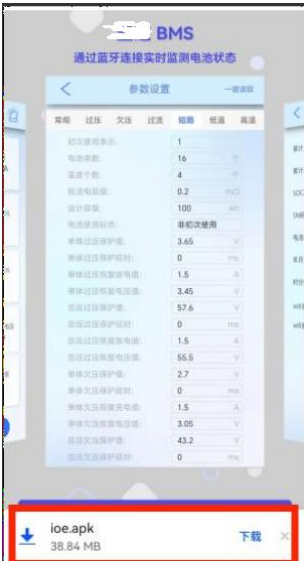 BMS
通过蓝牙连接实时监测电池状态
参数设置 一键读取
常规 过压 欠压 过流 短路 低温 高温
初次使用表示: 1
电池串数: 16 个
温度个数: 4 个
检流电阻值: 0.2 mΩ
设计容量: 100 Ah
电池使用标志: 非初次使用
单体过压保护值: 3.65 V
单体过压保护延时: 0 ms
单体过压恢复放电值: 1.5 A
单体过压恢复电压值: 3.45 V
总压过压保护值: 57.6 V
总压过压保护延时: 0 ms
总压过压恢复放电值: 1.5 A
总压过压恢复电压值: 55.5 V
单体欠压保护值: 2.7 V
单体欠压保护延时: 0 ms
单体欠压恢复充电值: 1.5 A
单体欠压恢复电压值: 3.05 V
总压欠压保护值: 43.2 V
总压欠压保护延时: 0 ms
ioe.apk
38.84 MB
下载